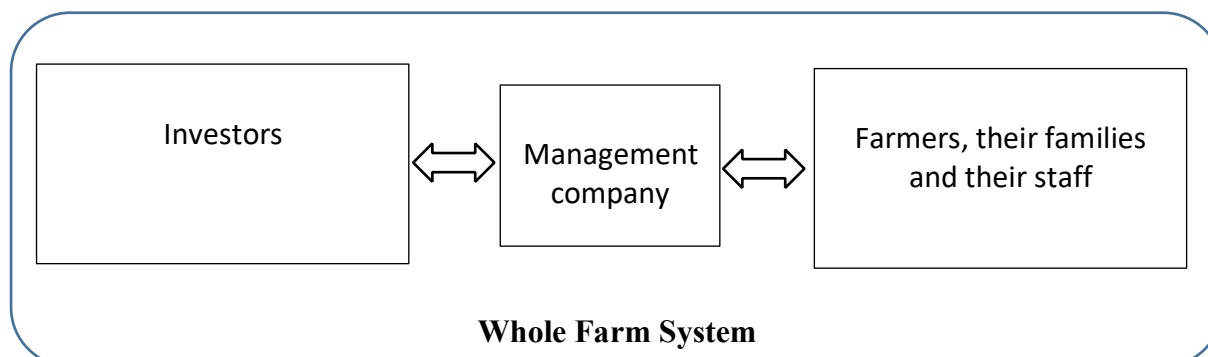 Investors
Management
company
Farmers, their families
and their staff
Whole Farm System